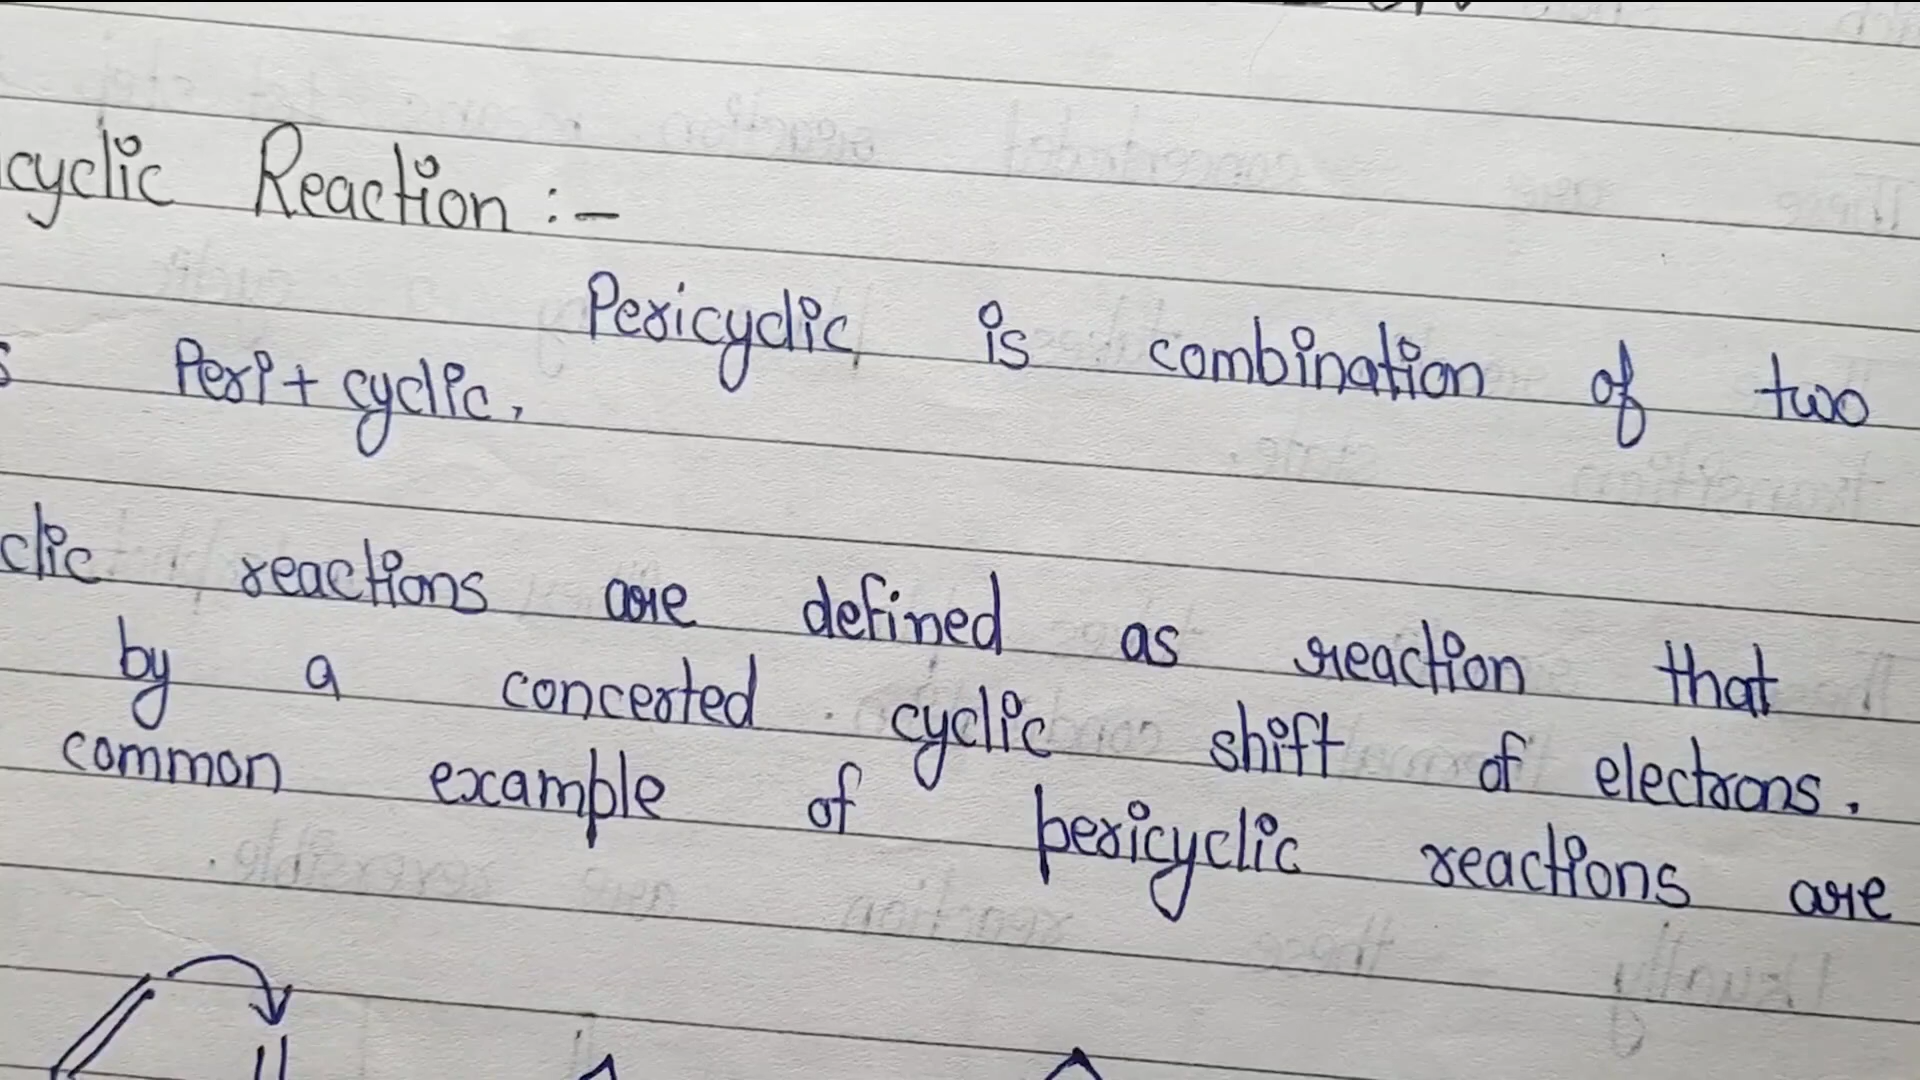 cyclic Reaction :-
Pericyclic is combination of two
s Peri + cyclic.
clic reactions are defined as reaction that
by a concerted cyclic shift of electrons.
common example of pericyclic reactions are